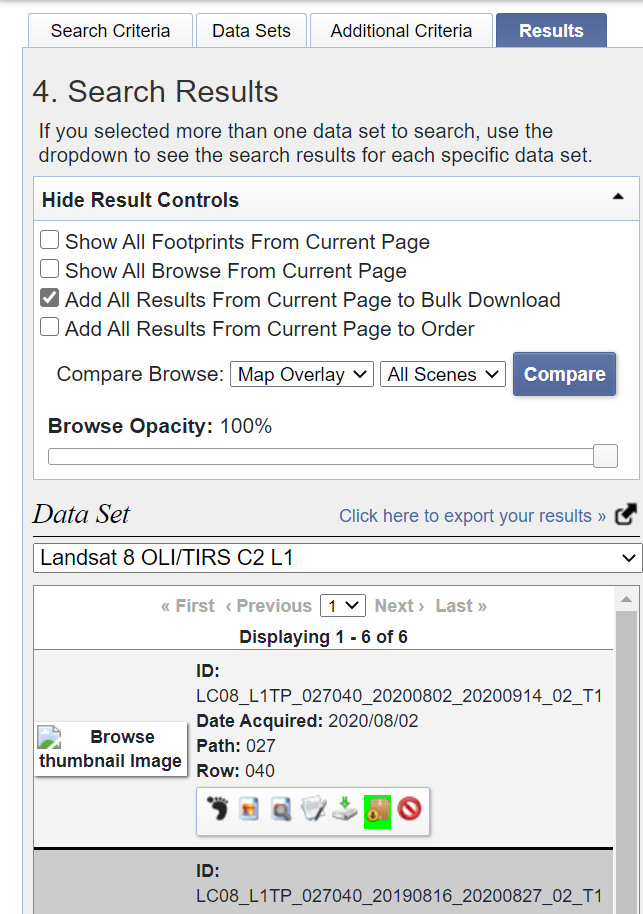 Search Criteria
Data Sets
Additional Criteria
Results
4. Search Results
If you selected more than one data set to search, use the
dropdown to see the search results for each specific data set.
Hide Result Controls
Show All Footprints From Current Page
Show All Browse From Current Page
Add All Results From Current Page to Bulk Download
Add All Results From Current Page to Order
Compare Browse: Map Overlay All Scenes Compare
Browse Opacity: 100%
Data Set
Click here to export your results »
Landsat 8 OLI/TIRS C2 L1
« First ‹ Previous 1 Next › Last »
Displaying 1 - 6 of 6
Browse
thumbnail Image
ID:
LC08_L1TP_027040_20200802_20200914_02_T1
Date Acquired: 2020/08/02
Path: 027
Row: 040
ID:
LC08_L1TP_027040_20190816_20200827_02_T1